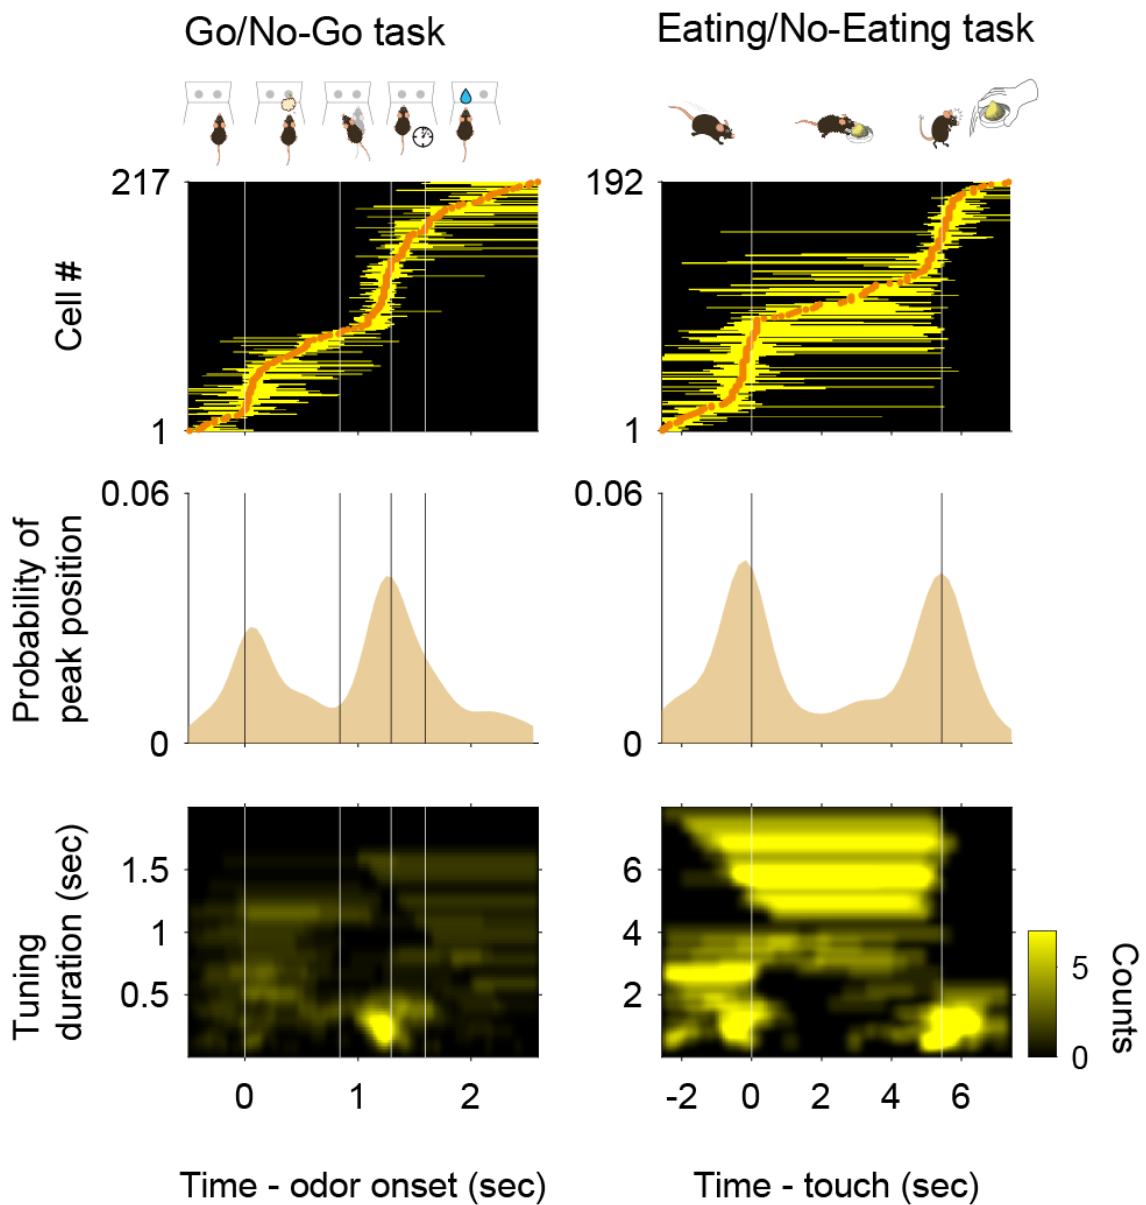 Go/No-Go task
Eating/No-Eating task
217
Cell #
1
192
1
0.06
Probability of
peak position
0
0.06
0
Tuning
duration (sec)
1.5
1
0.5
0 1 2
Time - odor onset (sec)
6
4
2
-2 0 2 4 6
Time - touch (sec)
5
0
Counts